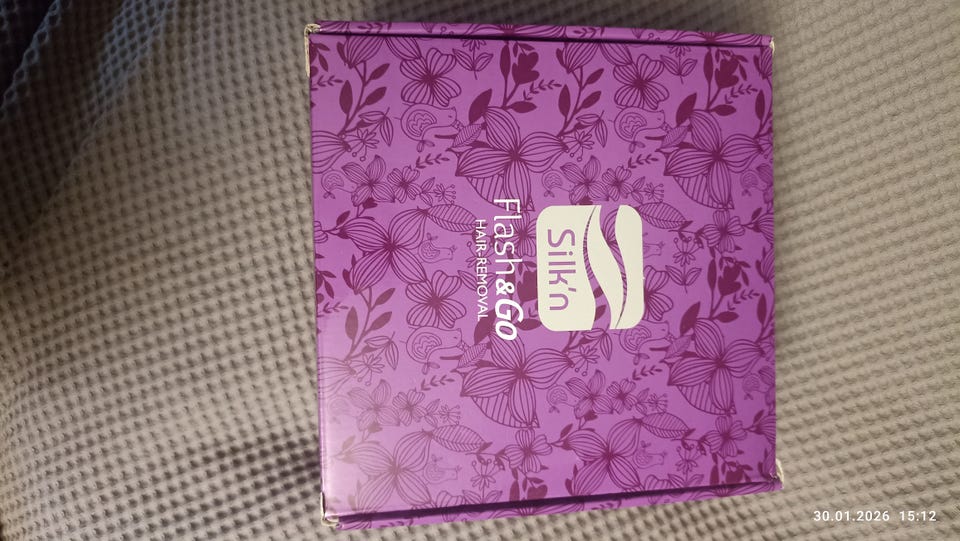 Silk'n
Flash&Go
HAIR-REMOVAL
30.01.2026 15:12